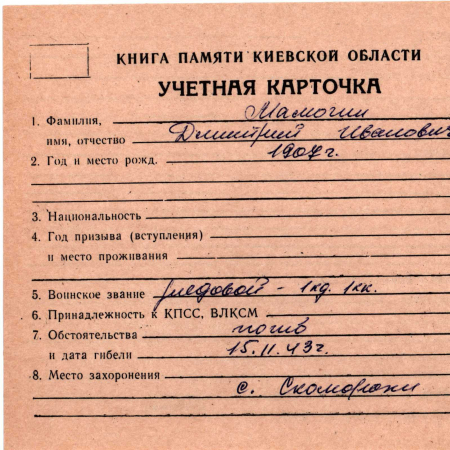 КНИГА ПАМЯТИ КИЕВСКОЙ ОБЛАСТИ
УЧЕТНАЯ КАРТОЧКА
1. Фамилия, Мамочин
имя, отчество Дмитрий Иванович
2. Год и место рожд. 1907г.
3. Национальность
4. Год призыва (вступления)
и место проживания
5. Воинское звание рядовой - 1кд. 1кк.
6. Принадлежность к КПСС, ВЛКСМ
7. Обстоятельства погиб
и дата гибели 15.11.43г.
8. Место захоронения
с. Скоморохи